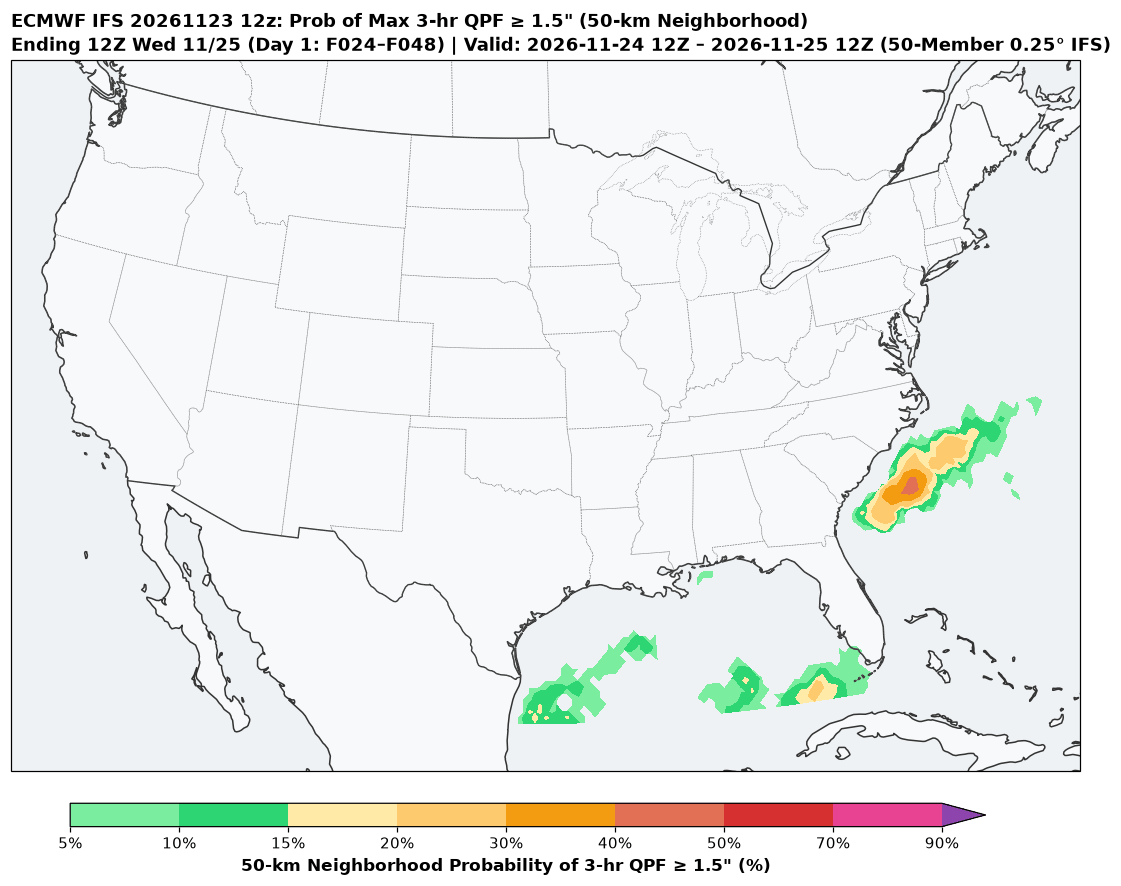 ECMWF IFS 20261123 12z: Prob of Max 3-hr QPF ≥ 1.5" (50-km Neighborhood)
Ending 12Z Wed 11/25 (Day 1: F024–F048) | Valid: 2026-11-24 12Z – 2026-11-25 12Z (50-Member 0.25° IFS)
5% 10% 15% 20% 30% 40% 50% 70% 90%
50-km Neighborhood Probability of 3-hr QPF ≥ 1.5" (%)